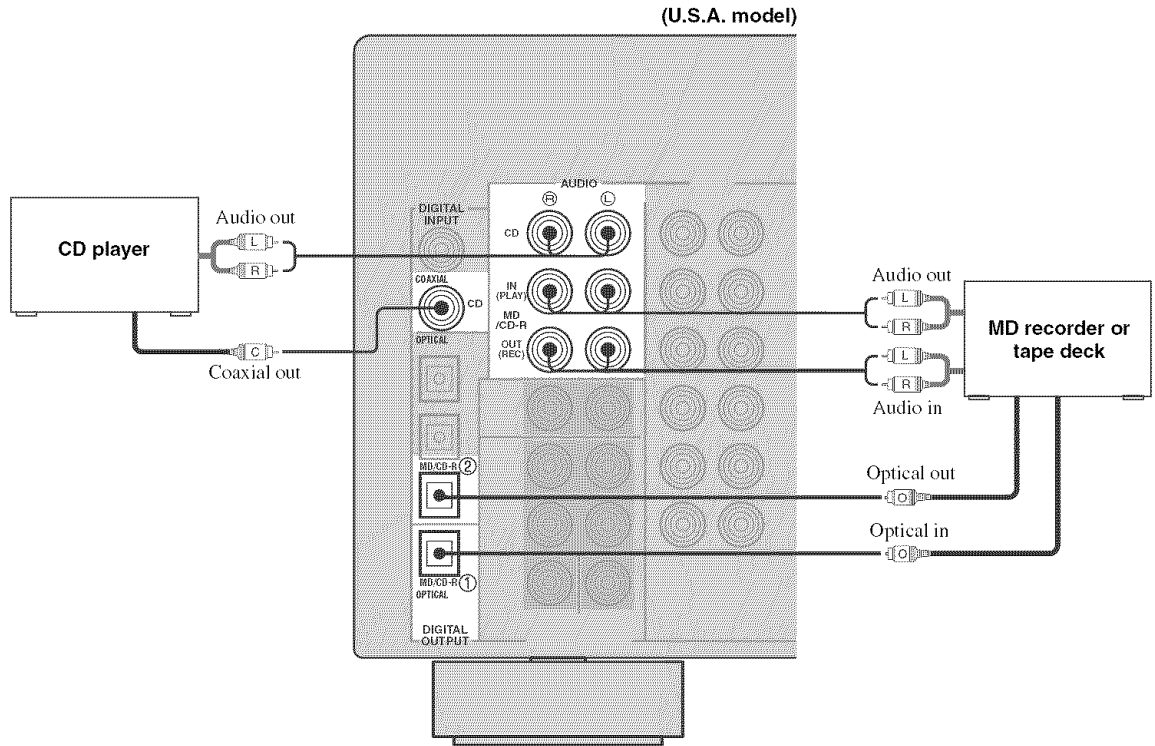 (U.S.A. model)
AUDIO
R L
DIGITAL
INPUT
CD
COAXIAL
CD
IN
(PLAY)
MD
/CD-R
OUT
(REC)
OPTICAL
MD/CD-R ②
MD/CD-R ①
OPTICAL
DIGITAL
OUTPUT
CD player
Audio out
L
R
C
Coaxial out
Audio out
L
R
L
R
Audio in
MD recorder or
tape deck
Optical out
O
Optical in
O